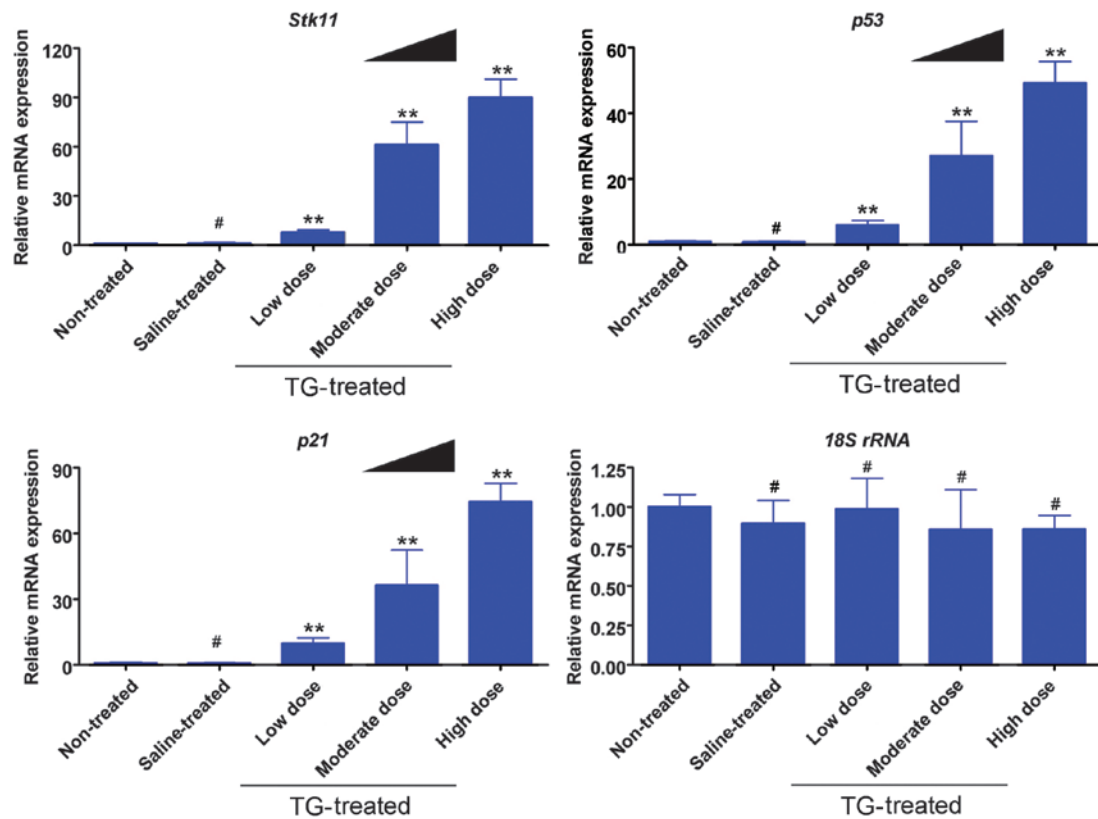 Stk11
Relative mRNA expression
120
90
60
30
0
#
**
**
**
Non-treated
Saline-treated
Low dose
Moderate dose
High dose
TG-treated
p53
Relative mRNA expression
60
40
20
0
#
**
**
**
Non-treated
Saline-treated
Low dose
Moderate dose
High dose
TG-treated
p21
Relative mRNA expression
90
60
30
0
#
**
**
**
Non-treated
Saline-treated
Low dose
Moderate dose
High dose
TG-treated
18S rRNA
Relative mRNA expression
1.25
1.00
0.75
0.50
0.25
0.00
#
#
#
#
Non-treated
Saline-treated
Low dose
Moderate dose
High dose
TG-treated